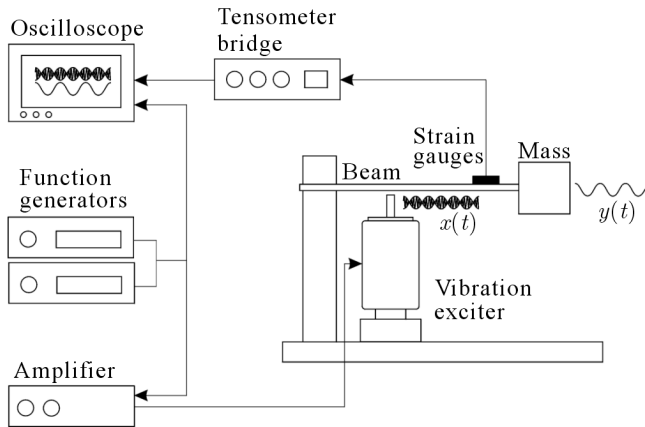 Oscilloscope
Tensometer
bridge
Strain
gauges
Mass
Beam
x(t)
y(t)
Function
generators
Vibration
exciter
Amplifier